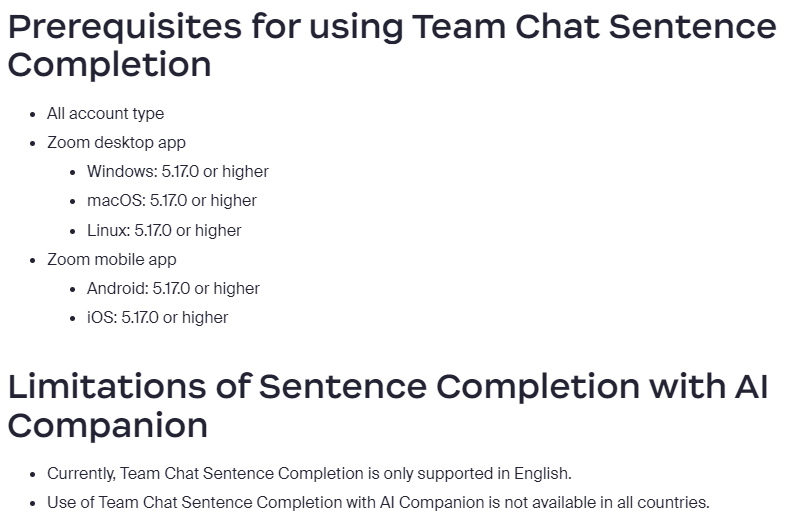 Prerequisites for using Team Chat Sentence
Completion
• All account type
• Zoom desktop app
• Windows: 5.17.0 or higher
• macOS: 5.17.0 or higher
• Linux: 5.17.0 or higher
• Zoom mobile app
• Android: 5.17.0 or higher
• iOS: 5.17.0 or higher
Limitations of Sentence Completion with AI
Companion
• Currently, Team Chat Sentence Completion is only supported in English.
• Use of Team Chat Sentence Completion with AI Companion is not available in all countries.